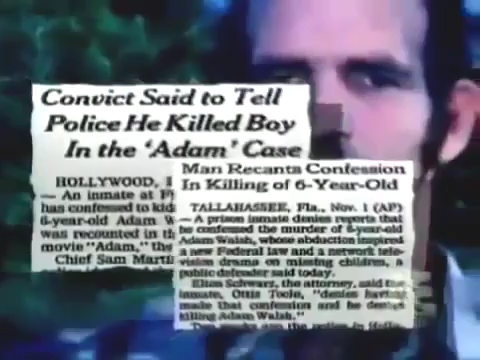 Convict Said to Tell
Police He Killed Boy
In the 'Adam' Case
HOLLYWOOD,
— An inmate at
has confessed to
6-year-old Adam W
was recounted in th
movie "Adam," the
Chief Sam Marti
Man Recants Confession
In Killing of 6-Year-Old
TALLAHASSEE, Fla., Nov. 1 (AP)
— A prison inmate denies reports that
he confessed the murder of 6-year-old
Adam Walsh, whose abduction inspired
a new Federal law and a network tele-
vision drama on missing children, a
public defender said today.
Elton Schwarz, the attorney, said the
inmate, Ottis Toole, "denies having
made that confession and he denies
killing Adam Walsh."